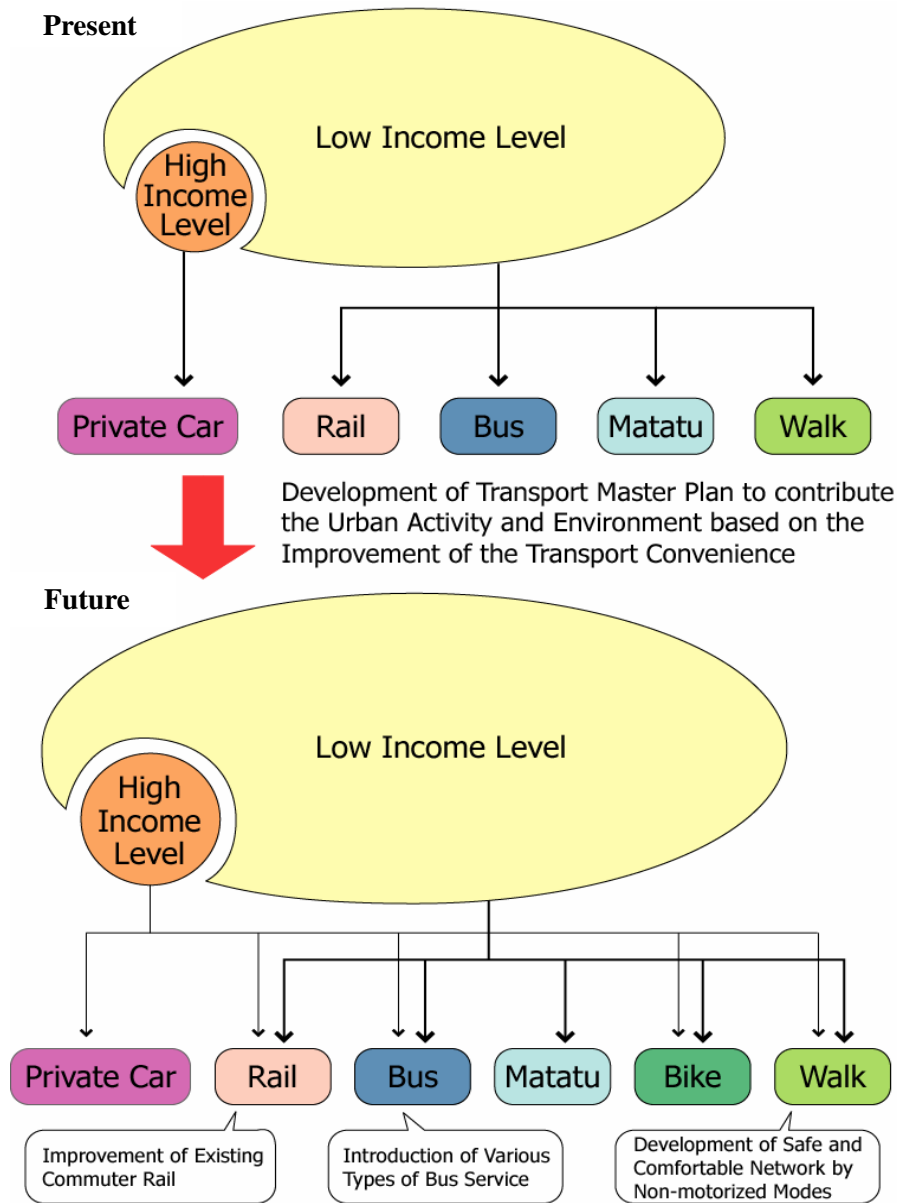 Present
Low Income Level
High
Income
Level
Private Car
Rail
Bus
Matatu
Walk
Development of Transport Master Plan to contribute
the Urban Activity and Environment based on the
Improvement of the Transport Convenience
Future
Low Income Level
High
Income
Level
Private Car
Rail
Bus
Matatu
Bike
Walk
Improvement of Existing
Commuter Rail
Introduction of Various
Types of Bus Service
Development of Safe and
Comfortable Network by
Non-motorized Modes